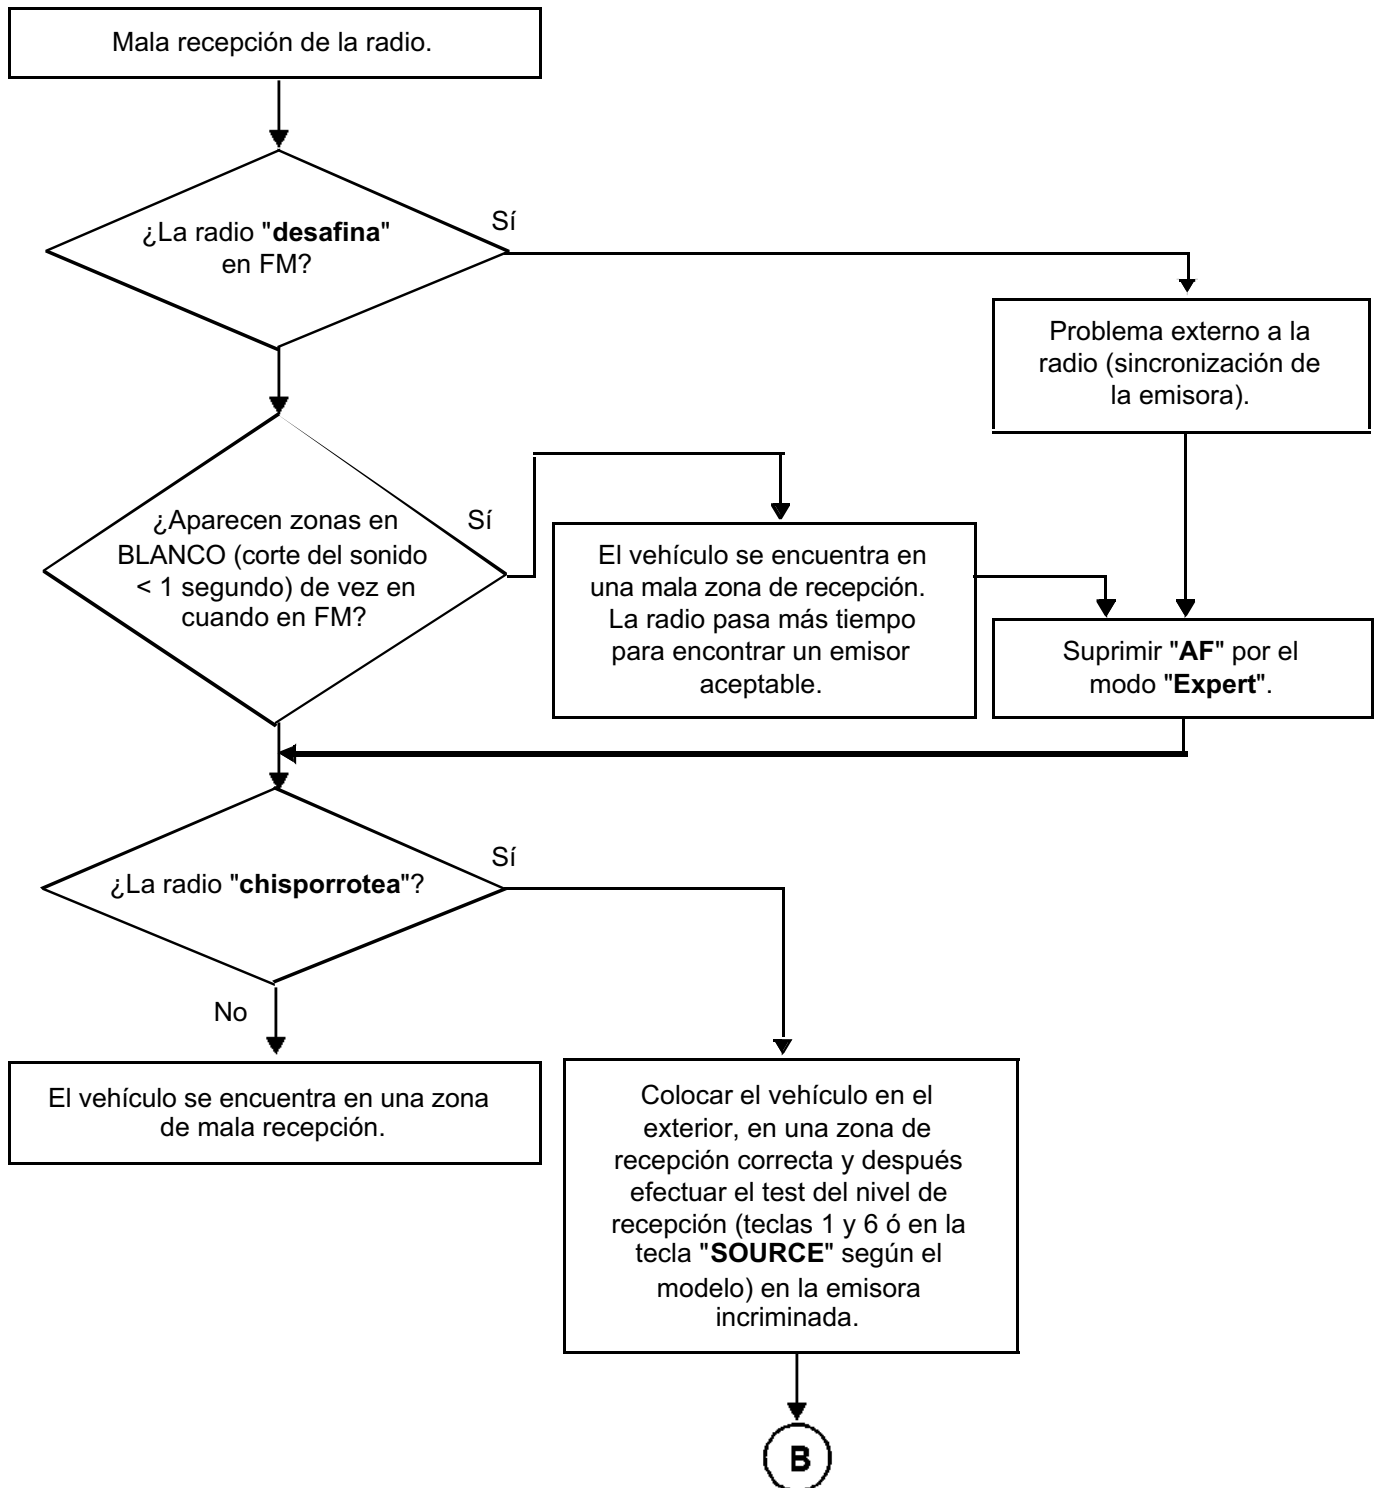 Mala recepción de la radio.
¿La radio "desafina"
en FM?
Sí
Problema externo a la
radio (sincronización de
la emisora).
¿Aparecen zonas en
BLANCO (corte del sonido
< 1 segundo) de vez en
cuando en FM?
Sí
El vehículo se encuentra en
una mala zona de recepción.
La radio pasa más tiempo
para encontrar un emisor
aceptable.
Suprimir "AF" por el
modo "Expert".
¿La radio "chisporrotea"?
Sí
No
El vehículo se encuentra en una zona
de mala recepción.
Colocar el vehículo en el
exterior, en una zona de
recepción correcta y después
efectuar el test del nivel de
recepción (teclas 1 y 6 ó en la
tecla "SOURCE" según el
modelo) en la emisora
incriminada.
B